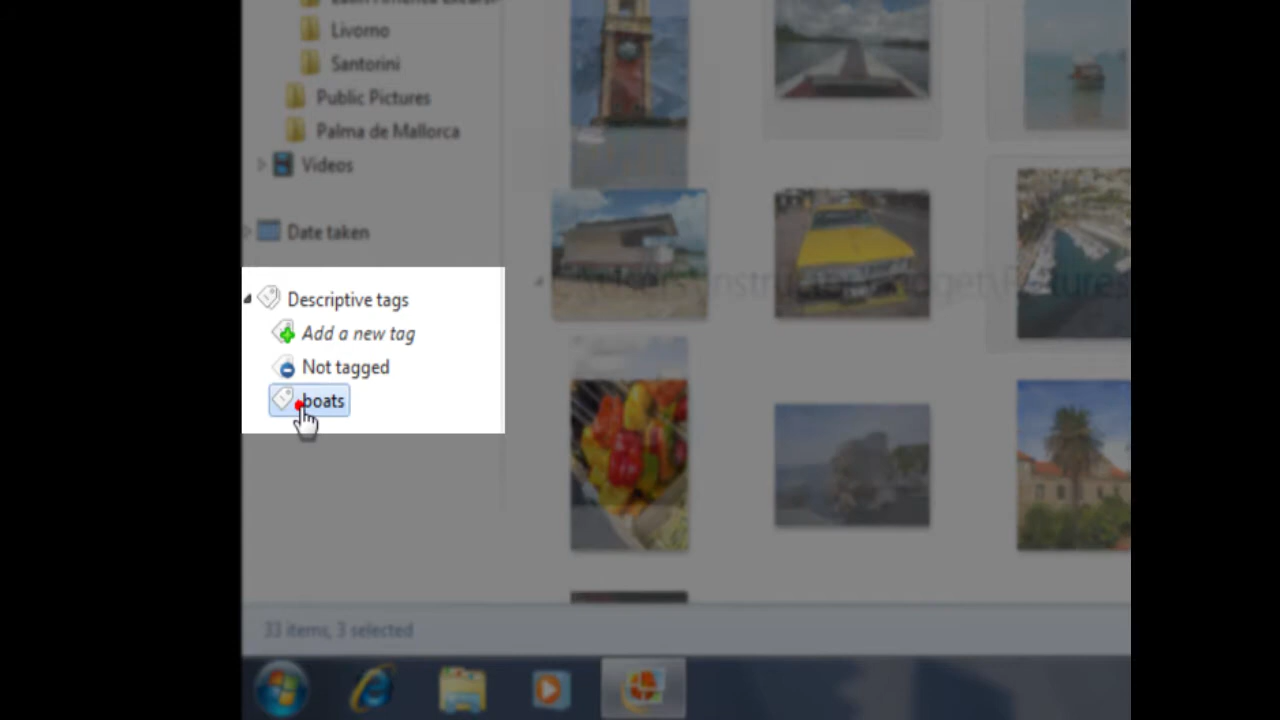 Livorno
Santorini
Public Pictures
Palma de Mallorca
Videos
Date taken
Descriptive tags
Add a new tag
Not tagged
boats
33 items, 3 selected